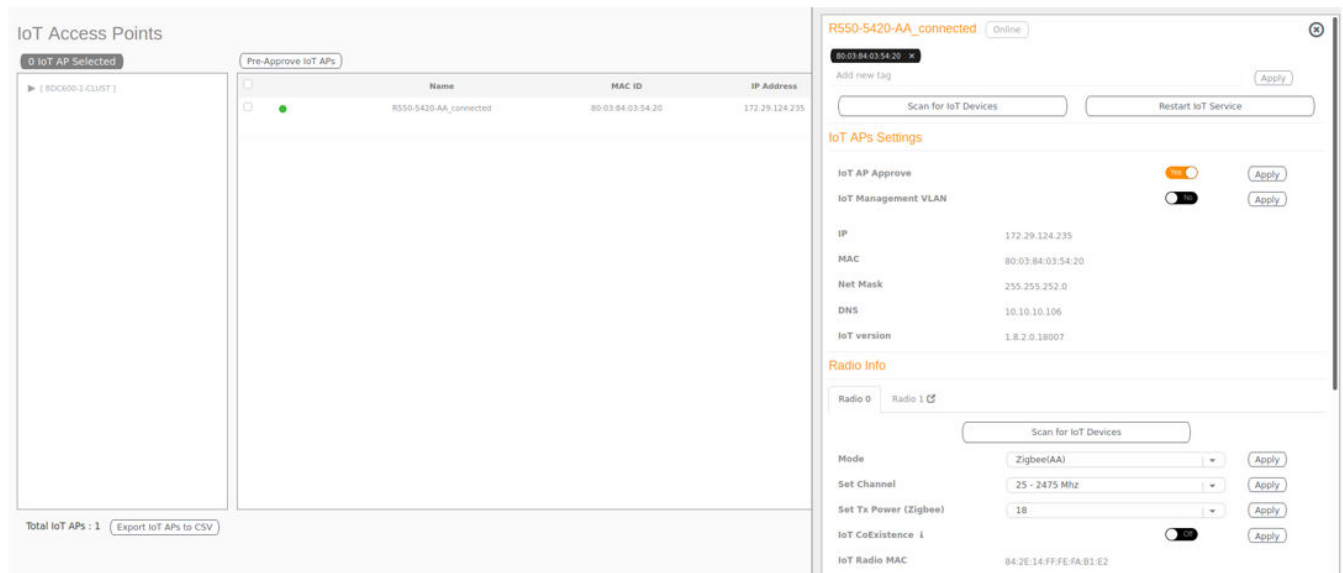 IoT Access Points
0 IoT AP Selected
Pre-Approve IoT APs
[ BDC600-1-CLUST ]
Name MAC ID IP Address
R550-5420-AA_connected 80:03:84:03:54:20 172.29.124.235
Total IoT APs : 1 Export IoT APs to CSV
R550-5420-AA_connected Online
80:03:84:03:54:20 ×
Add new tag Apply
Scan for IoT Devices Restart IoT Service
IoT APs Settings
IoT AP Approve Yes Apply
IoT Management VLAN No Apply
IP 172.29.124.235
MAC 80:03:84:03:54:20
Net Mask 255.255.252.0
DNS 10.10.10.106
IoT version 1.8.2.0.18007
Radio Info
Radio 0 Radio 1
Scan for IoT Devices
Mode Zigbee(AA) Apply
Set Channel 25 - 2475 Mhz Apply
Set Tx Power (Zigbee) 18 Apply
IoT CoExistence i Off Apply
IoT Radio MAC 84:2E:14:FF:FE:FA:B1:E2